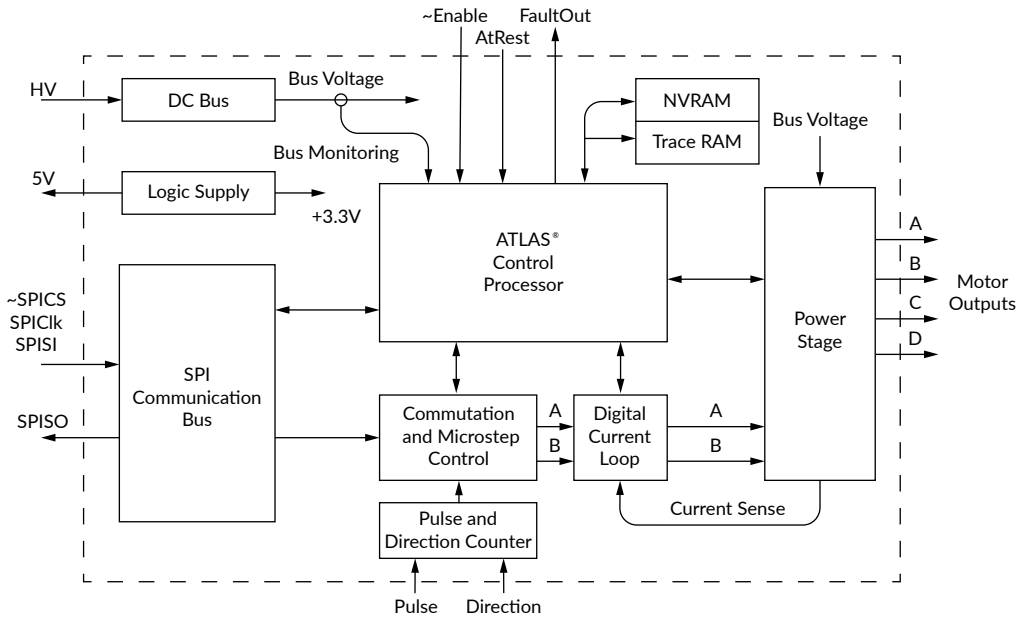 ~Enable
FaultOut
AtRest
HV
DC Bus
Bus Voltage
Bus Monitoring
NVRAM
Trace RAM
Bus Voltage
5V
Logic Supply
+3.3V
ATLAS®
Control
Processor
A
B
C
D
Motor
Outputs
Power
Stage
~SPICS
SPIClk
SPISI
SPISO
SPI
Communication
Bus
Commutation
and Microstep
Control
A
B
Digital
Current
Loop
A
B
Current Sense
Pulse and
Direction Counter
Pulse
Direction